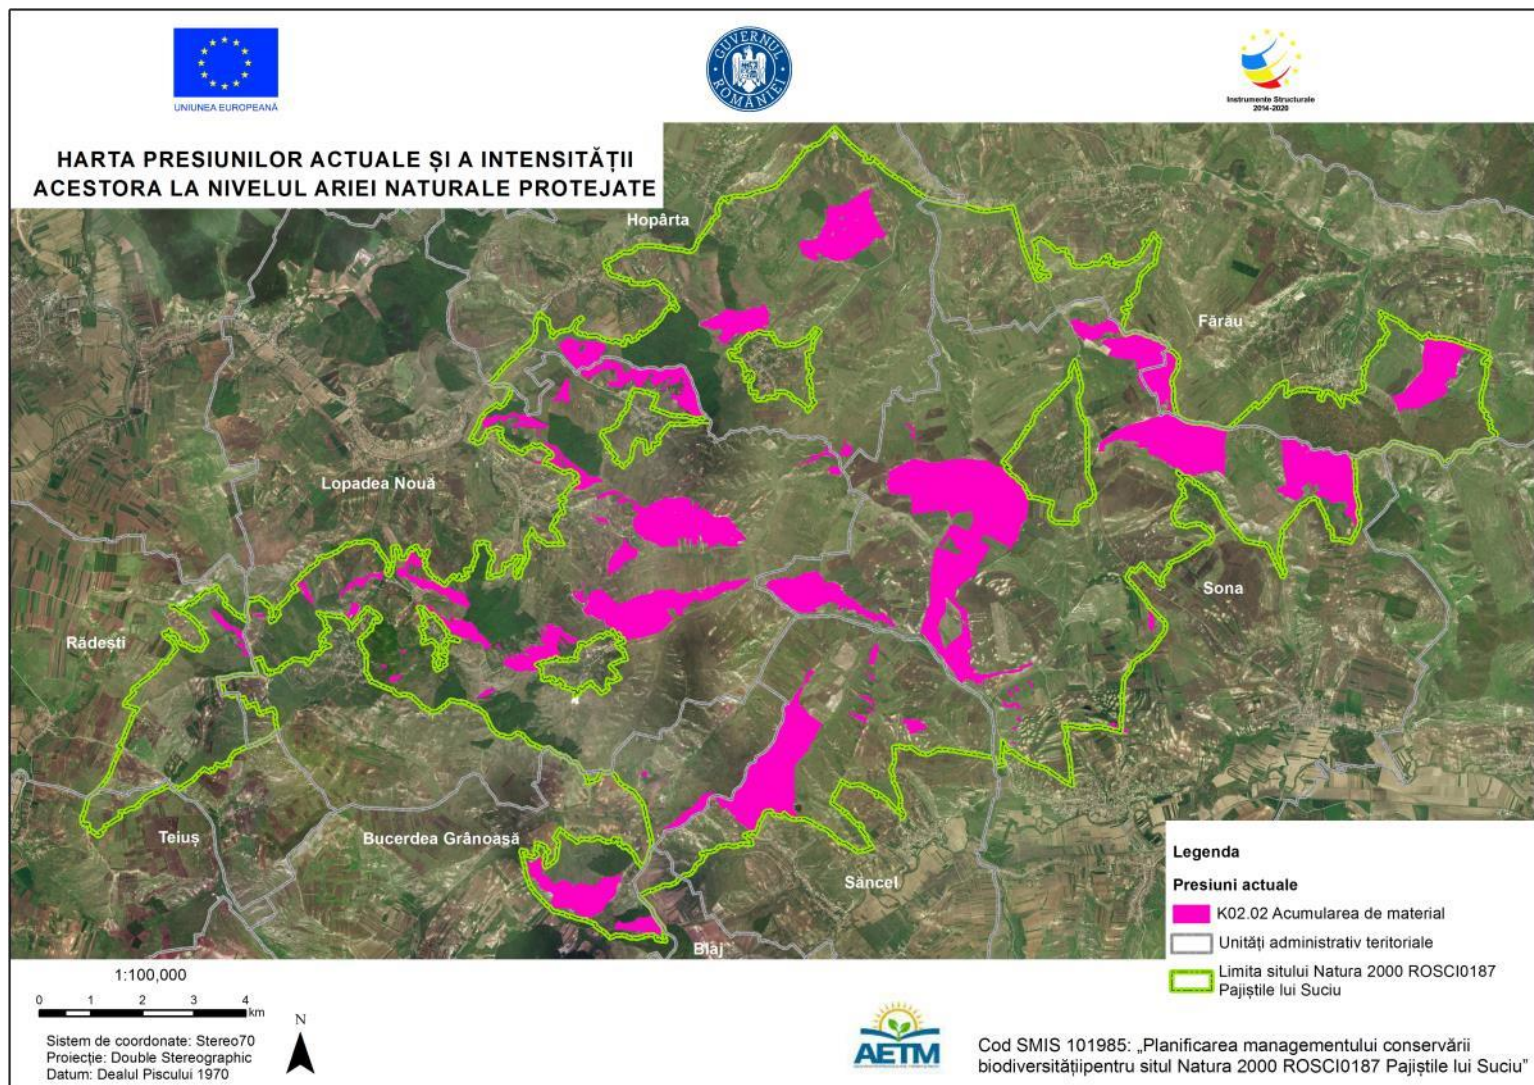 UNIUNEA EUROPEANĂ
GUVERNUL ROMÂNIEI
Instrumente Structurale
2014-2020
HARTA PRESIUNILOR ACTUALE ȘI A INTENSITĂȚII
ACESTORA LA NIVELUL ARIEI NATURALE PROTEJATE
Hopârta
Fărău
Lopadea Nouă
Sona
Rădești
Teiuș
Bucerdea Grânoașă
Săncel
Blaj
Legenda
Presiuni actuale
K02.02 Acumularea de material
Unități administrativ teritoriale
Limita sitului Natura 2000 ROSCI0187
Pajiștile lui Suciu
1:100,000
0 1 2 3 4
km
N
Sistem de coordonate: Stereo70
Proiecție: Double Stereographic
Datum: Dealul Piscului 1970
AETM
Cod SMIS 101985: „Planificarea managementului conservării
biodiversitățiipentru situl Natura 2000 ROSCI0187 Pajiștile lui Suciu”